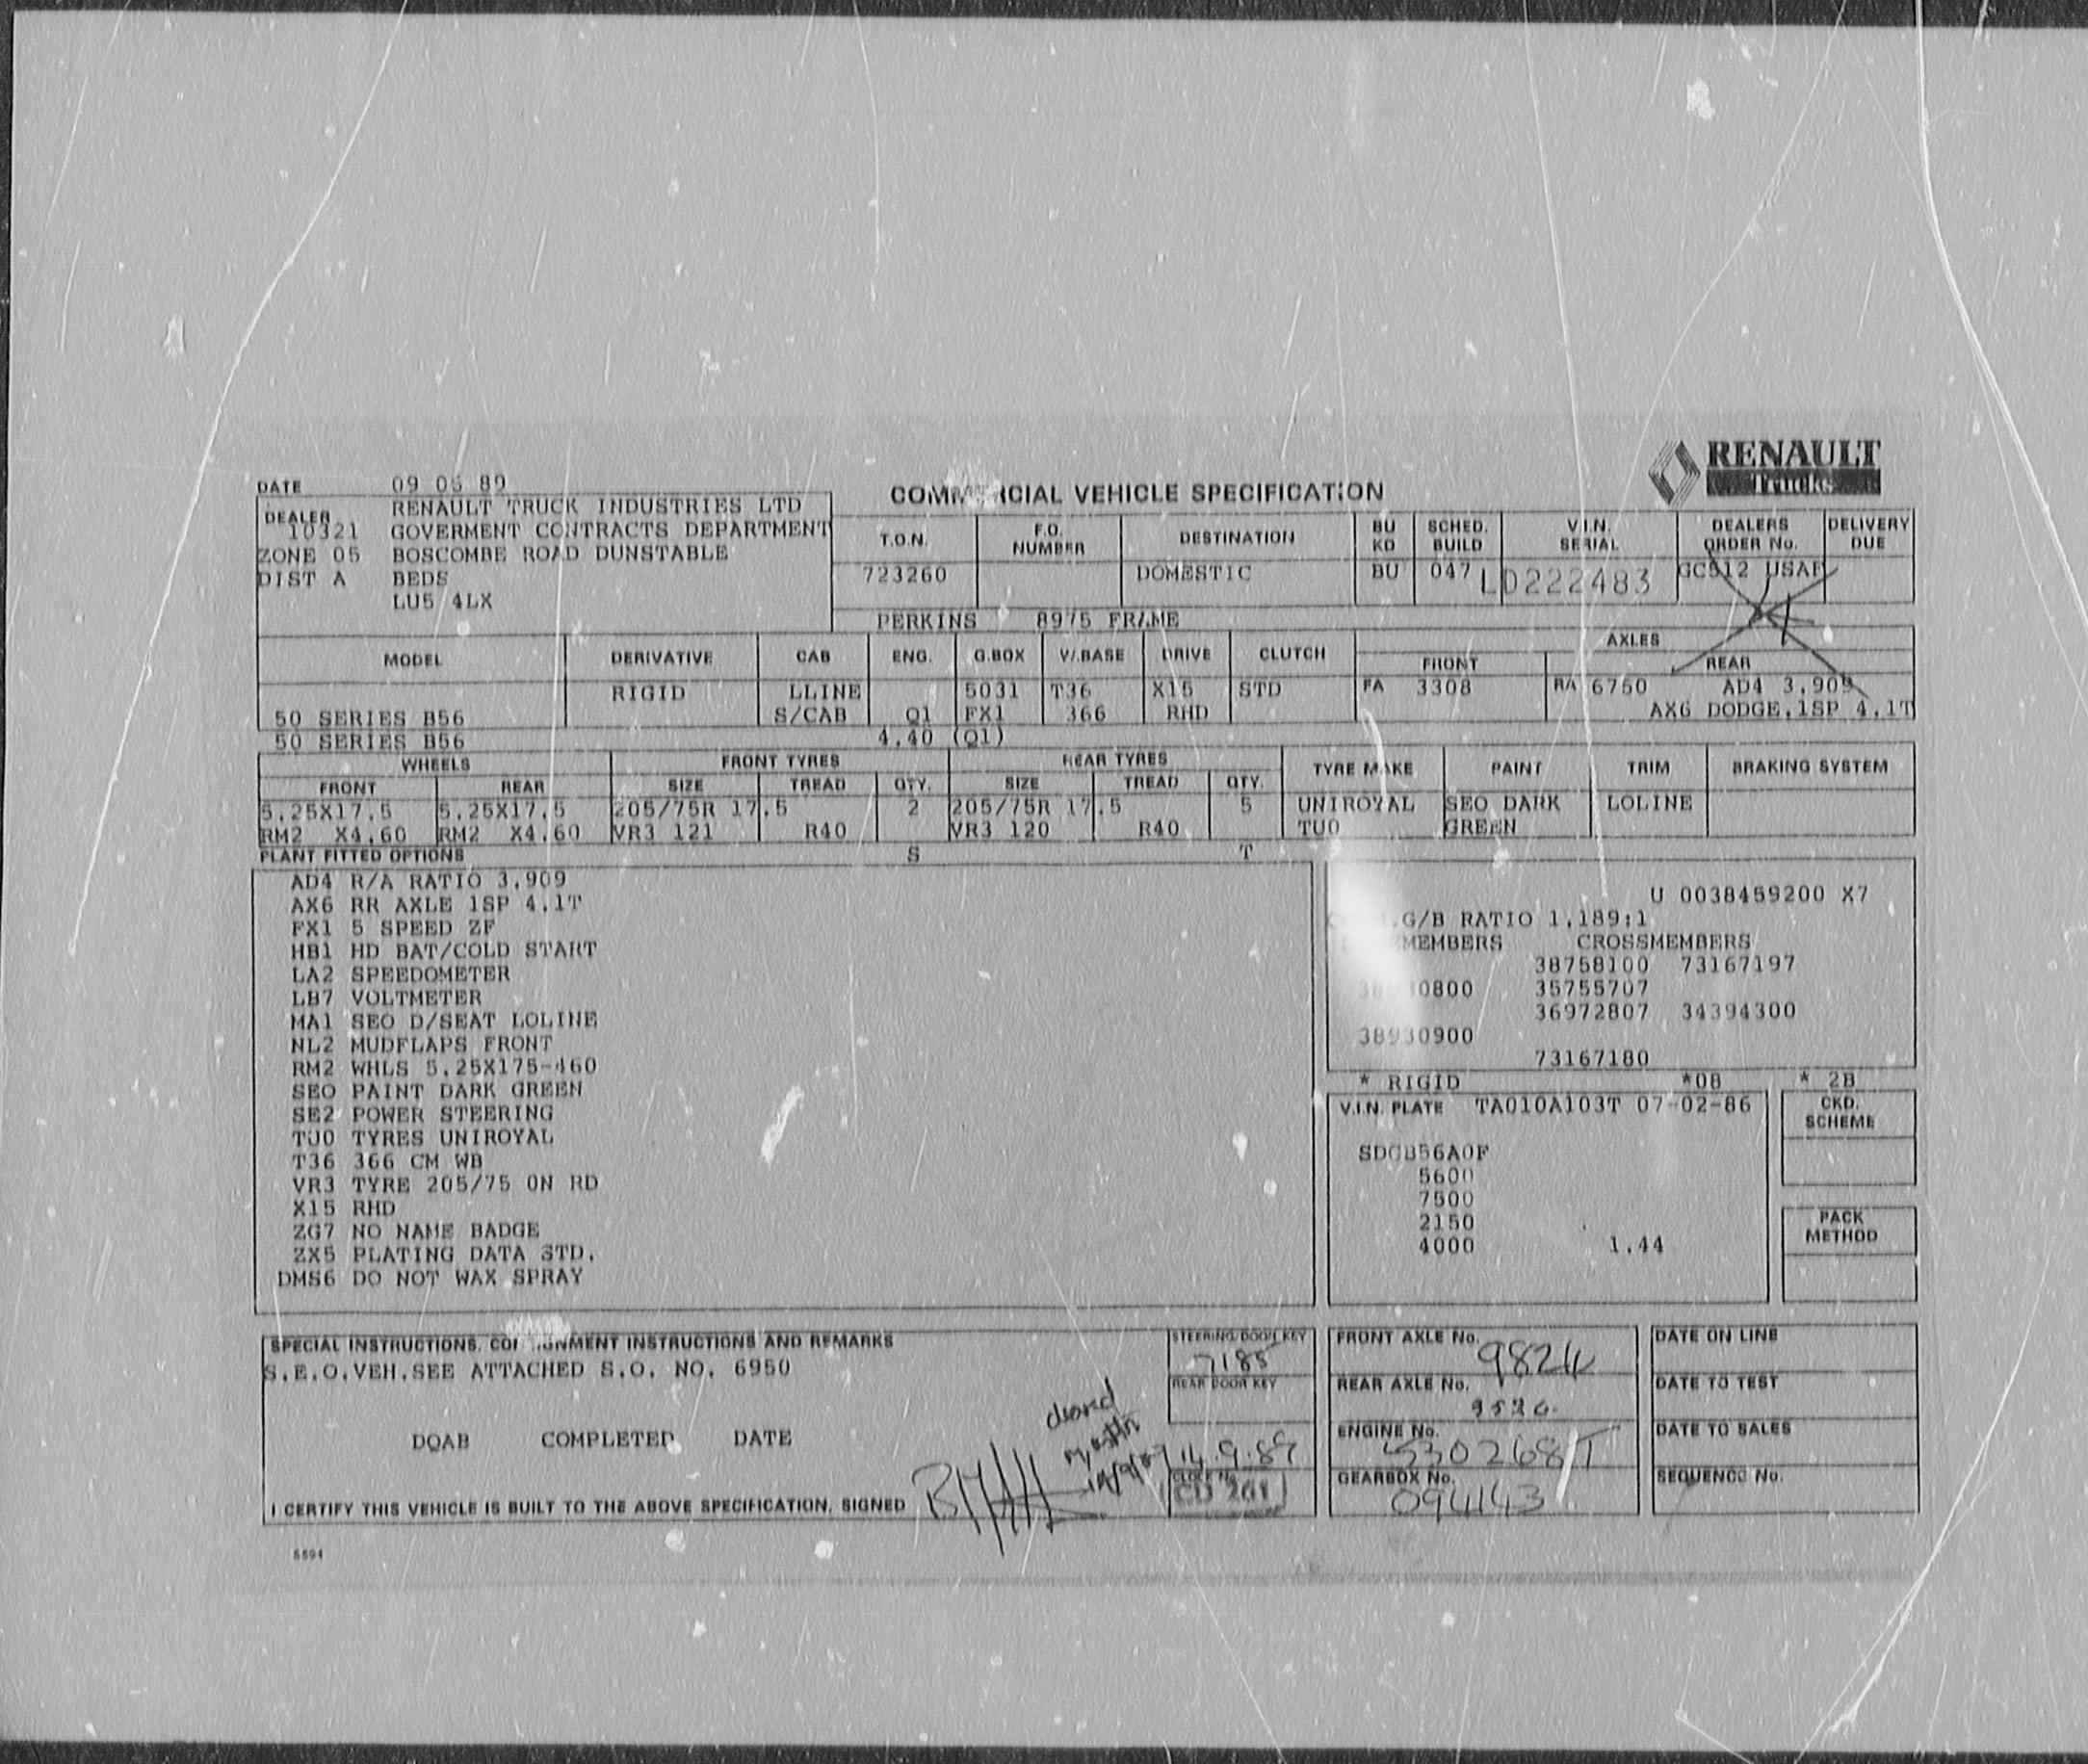 RENAULT
Trucks
DATE 09 06 89
COMM CIAL VEHICLE SPECIFICATION
DEALER RENAULT TRUCK INDUSTRIES LTD
10321 GOVERMENT CONTRACTS DEPARTMENT
ZONE 05 BOSCOMBE ROAD DUNSTABLE
DIST A BEDS
LU5 4LX
T.O.N. F.O. NUMBER DESTINATION BU KD SCHED. BUILD V.I.N. SERIAL DEALERS ORDER No. DELIVERY DUE
723260 DOMESTIC BU 047 LD222483 GC512 USAF
PERKINS 8975 FRAME
MODEL DERIVATIVE CAB ENG. G.BOX W.BASE DRIVE CLUTCH AXLES
FRONT REAR
RIGID LLINE 5031 T36 X15 STD FA 3308 RA 6750 AD4 3.909
50 SERIES B56 S/CAB Q1 FX1 366 RHD AX6 DODGE,1SP 4.1T
50 SERIES B56 4.40 (Q1)
WHEELS FRONT TYRES REAR TYRES TYRE MAKE PAINT TRIM BRAKING SYSTEM
FRONT REAR SIZE TREAD QTY. SIZE TREAD QTY.
5.25X17.5 5.25X17.5 205/75R 17.5 2 205/75R 17.5 5 UNIROYAL SEO DARK LOLINE
RM2 X4.60 RM2 X4.60 VR3 121 R40 VR3 120 R40 TU0 GREEN
PLANT FITTED OPTIONS S T
AD4 R/A RATIO 3.909
AX6 RR AXLE 1SP 4.1T
FX1 5 SPEED ZF
HB1 HD BAT/COLD START
LA2 SPEEDOMETER
LB7 VOLTMETER
MA1 SEO D/SEAT LOLINE
NL2 MUDFLAPS FRONT
RM2 WHLS 5.25X175-460
SEO PAINT DARK GREEN
SE2 POWER STEERING
TU0 TYRES UNIROYAL
T36 366 CM WB
VR3 TYRE 205/75 ON RD
X15 RHD
ZG7 NO NAME BADGE
ZX5 PLATING DATA STD.
DMS6 DO NOT WAX SPRAY
U 0038459200 X7
G/B RATIO 1.189:1
MEMBERS CROSSMEMBERS
38758100 73167197
0800 35755707
36972807 34394300
38930900
73167180
* RIGID *08 * 2B
V.I.N. PLATE TA010A103T 07-02-86
SDCB56A0F
5600
7500
2150
4000 1.44
CKD. SCHEME
PACK METHOD
SPECIAL INSTRUCTIONS, CO NMENT INSTRUCTIONS AND REMARKS
S.E.O.VEH.SEE ATTACHED S.O. NO. 6950
DQAB COMPLETED DATE
I CERTIFY THIS VEHICLE IS BUILT TO THE ABOVE SPECIFICATION, SIGNED
STEERING/DOOR KEY
7185
REAR DOOR KEY
14.9.89
CLOCK No.
CD 261
FRONT AXLE No.
REAR AXLE No.
9526
ENGINE No.
530268/T
GEARBOX No.
094143
DATE ON LINE
DATE TO TEST
DATE TO SALES
SEQUENCE No.
5594